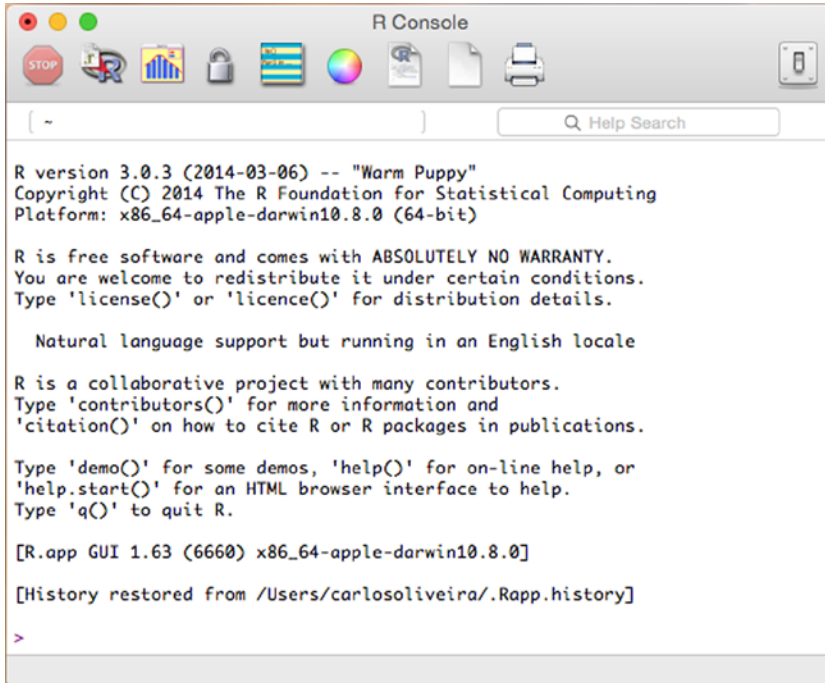 R Console
STOP
R
NO
R
~
Help Search
R version 3.0.3 (2014-03-06) -- "Warm Puppy"
Copyright (C) 2014 The R Foundation for Statistical Computing
Platform: x86_64-apple-darwin10.8.0 (64-bit)
R is free software and comes with ABSOLUTELY NO WARRANTY.
You are welcome to redistribute it under certain conditions.
Type 'license()' or 'licence()' for distribution details.
Natural language support but running in an English locale
R is a collaborative project with many contributors.
Type 'contributors()' for more information and
'citation()' on how to cite R or R packages in publications.
Type 'demo()' for some demos, 'help()' for on-line help, or
'help.start()' for an HTML browser interface to help.
Type 'q()' to quit R.
[R.app GUI 1.63 (6660) x86_64-apple-darwin10.8.0]
[History restored from /Users/carlosoliveira/.Rapp.history]
>